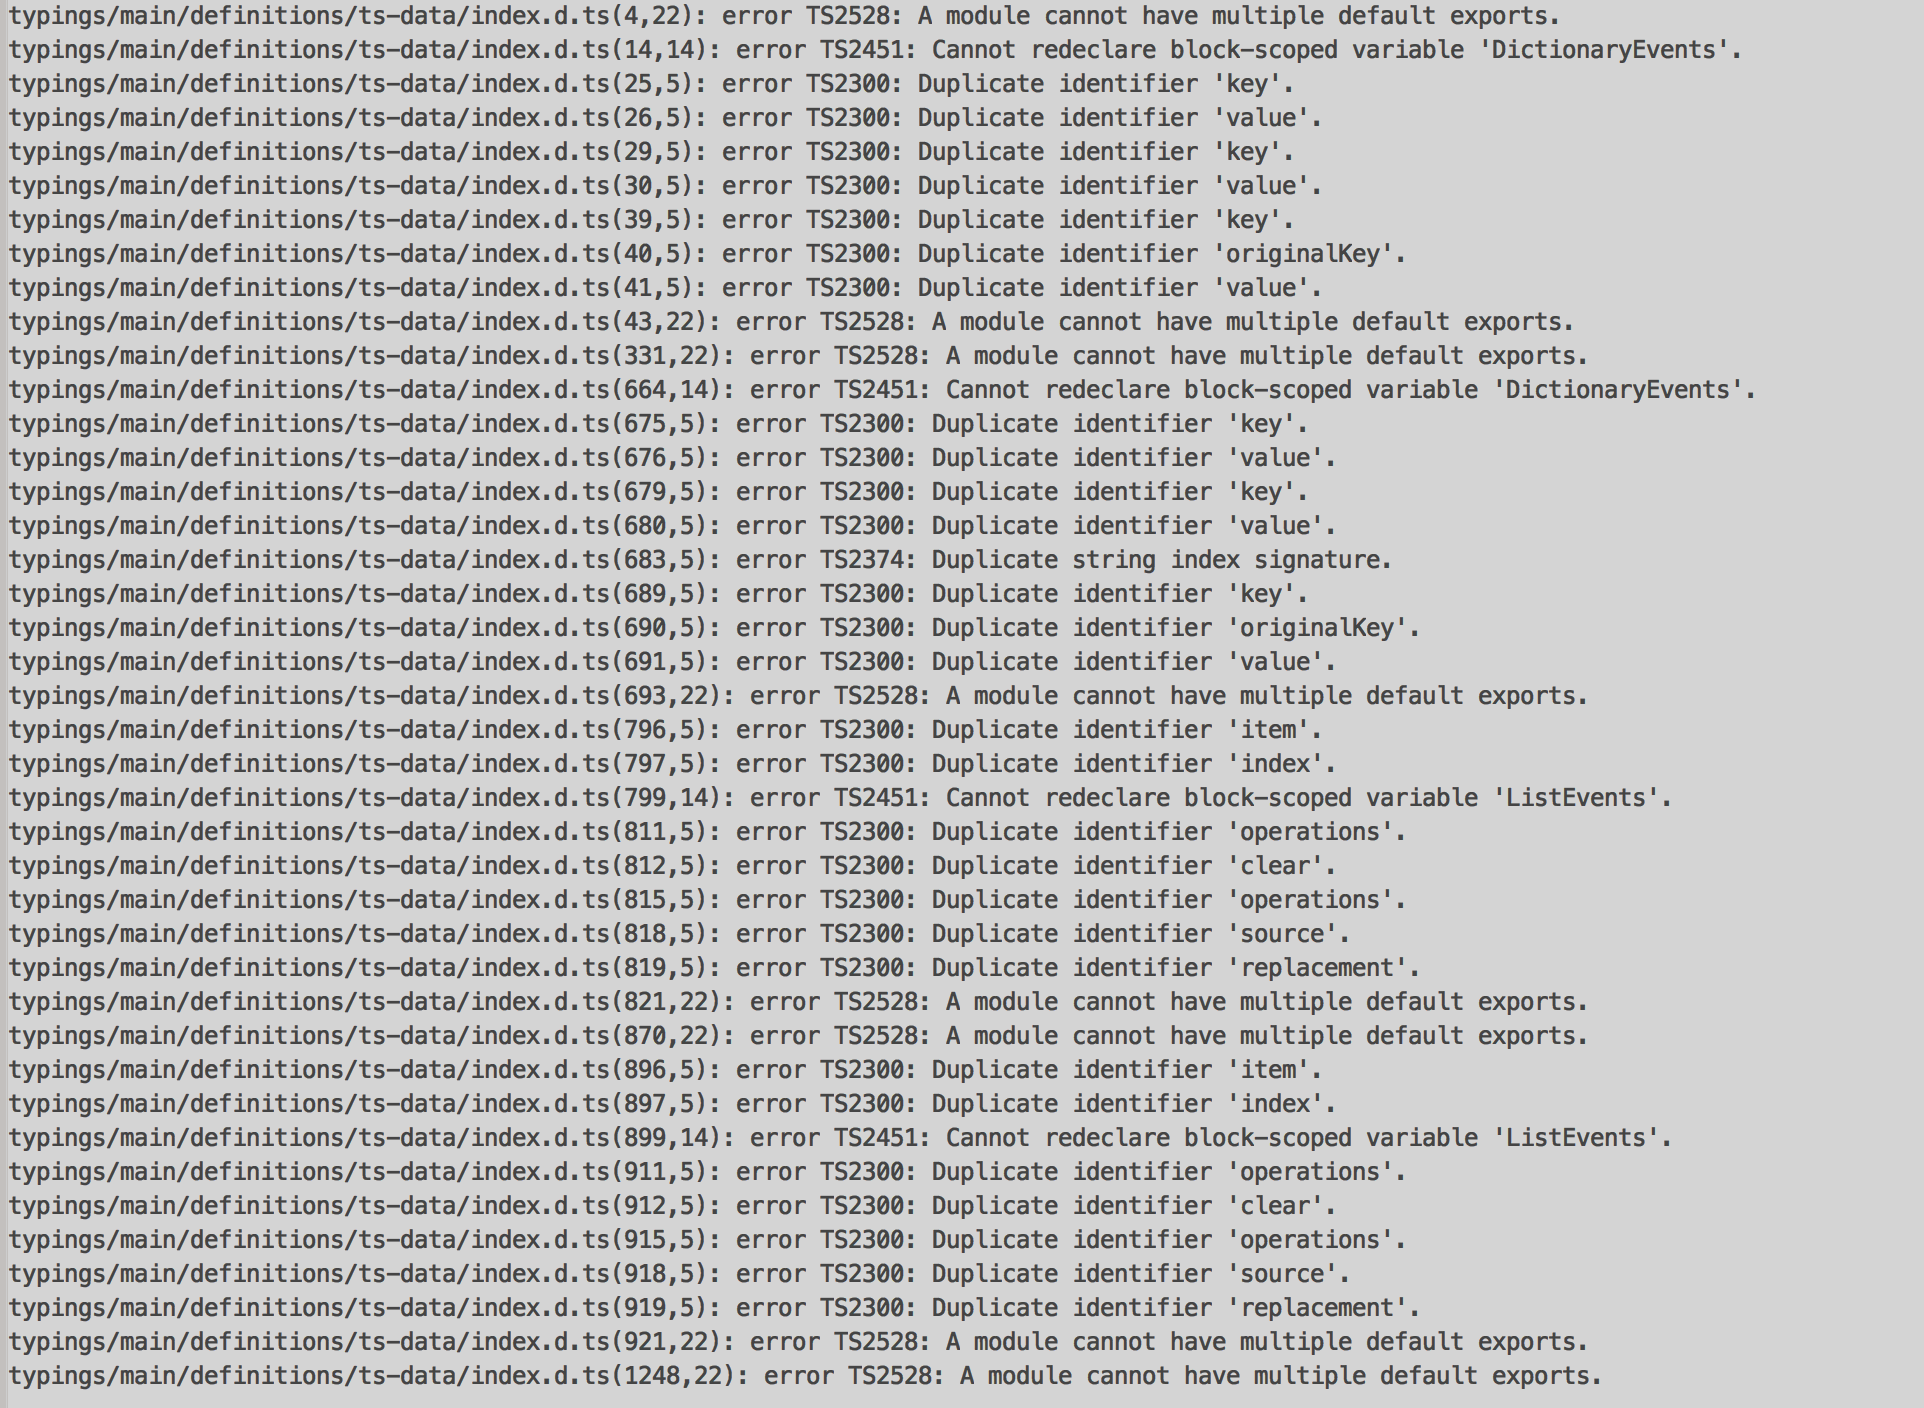 typings/main/definitions/ts-data/index.d.ts(4,22): error TS2528: A module cannot have multiple default exports.
typings/main/definitions/ts-data/index.d.ts(14,14): error TS2451: Cannot redeclare block-scoped variable 'DictionaryEvents'.
typings/main/definitions/ts-data/index.d.ts(25,5): error TS2300: Duplicate identifier 'key'.
typings/main/definitions/ts-data/index.d.ts(26,5): error TS2300: Duplicate identifier 'value'.
typings/main/definitions/ts-data/index.d.ts(29,5): error TS2300: Duplicate identifier 'key'.
typings/main/definitions/ts-data/index.d.ts(30,5): error TS2300: Duplicate identifier 'value'.
typings/main/definitions/ts-data/index.d.ts(39,5): error TS2300: Duplicate identifier 'key'.
typings/main/definitions/ts-data/index.d.ts(40,5): error TS2300: Duplicate identifier 'originalKey'.
typings/main/definitions/ts-data/index.d.ts(41,5): error TS2300: Duplicate identifier 'value'.
typings/main/definitions/ts-data/index.d.ts(43,22): error TS2528: A module cannot have multiple default exports.
typings/main/definitions/ts-data/index.d.ts(331,22): error TS2528: A module cannot have multiple default exports.
typings/main/definitions/ts-data/index.d.ts(664,14): error TS2451: Cannot redeclare block-scoped variable 'DictionaryEvents'.
typings/main/definitions/ts-data/index.d.ts(675,5): error TS2300: Duplicate identifier 'key'.
typings/main/definitions/ts-data/index.d.ts(676,5): error TS2300: Duplicate identifier 'value'.
typings/main/definitions/ts-data/index.d.ts(679,5): error TS2300: Duplicate identifier 'key'.
typings/main/definitions/ts-data/index.d.ts(680,5): error TS2300: Duplicate identifier 'value'.
typings/main/definitions/ts-data/index.d.ts(683,5): error TS2374: Duplicate string index signature.
typings/main/definitions/ts-data/index.d.ts(689,5): error TS2300: Duplicate identifier 'key'.
typings/main/definitions/ts-data/index.d.ts(690,5): error TS2300: Duplicate identifier 'originalKey'.
typings/main/definitions/ts-data/index.d.ts(691,5): error TS2300: Duplicate identifier 'value'.
typings/main/definitions/ts-data/index.d.ts(693,22): error TS2528: A module cannot have multiple default exports.
typings/main/definitions/ts-data/index.d.ts(796,5): error TS2300: Duplicate identifier 'item'.
typings/main/definitions/ts-data/index.d.ts(797,5): error TS2300: Duplicate identifier 'index'.
typings/main/definitions/ts-data/index.d.ts(799,14): error TS2451: Cannot redeclare block-scoped variable 'ListEvents'.
typings/main/definitions/ts-data/index.d.ts(811,5): error TS2300: Duplicate identifier 'operations'.
typings/main/definitions/ts-data/index.d.ts(812,5): error TS2300: Duplicate identifier 'clear'.
typings/main/definitions/ts-data/index.d.ts(815,5): error TS2300: Duplicate identifier 'operations'.
typings/main/definitions/ts-data/index.d.ts(818,5): error TS2300: Duplicate identifier 'source'.
typings/main/definitions/ts-data/index.d.ts(819,5): error TS2300: Duplicate identifier 'replacement'.
typings/main/definitions/ts-data/index.d.ts(821,22): error TS2528: A module cannot have multiple default exports.
typings/main/definitions/ts-data/index.d.ts(870,22): error TS2528: A module cannot have multiple default exports.
typings/main/definitions/ts-data/index.d.ts(896,5): error TS2300: Duplicate identifier 'item'.
typings/main/definitions/ts-data/index.d.ts(897,5): error TS2300: Duplicate identifier 'index'.
typings/main/definitions/ts-data/index.d.ts(899,14): error TS2451: Cannot redeclare block-scoped variable 'ListEvents'.
typings/main/definitions/ts-data/index.d.ts(911,5): error TS2300: Duplicate identifier 'operations'.
typings/main/definitions/ts-data/index.d.ts(912,5): error TS2300: Duplicate identifier 'clear'.
typings/main/definitions/ts-data/index.d.ts(915,5): error TS2300: Duplicate identifier 'operations'.
typings/main/definitions/ts-data/index.d.ts(918,5): error TS2300: Duplicate identifier 'source'.
typings/main/definitions/ts-data/index.d.ts(919,5): error TS2300: Duplicate identifier 'replacement'.
typings/main/definitions/ts-data/index.d.ts(921,22): error TS2528: A module cannot have multiple default exports.
typings/main/definitions/ts-data/index.d.ts(1248,22): error TS2528: A module cannot have multiple default exports.